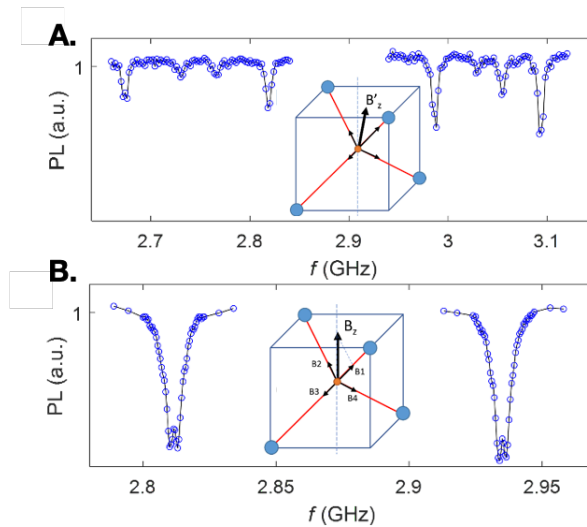 A.
PL (a.u.)
1
B'z
2.7 2.8 2.9 3 3.1
f (GHz)
B.
PL (a.u.)
1
Bz
B2 B1
B3 B4
2.8 2.85 2.9 2.95
f (GHz)